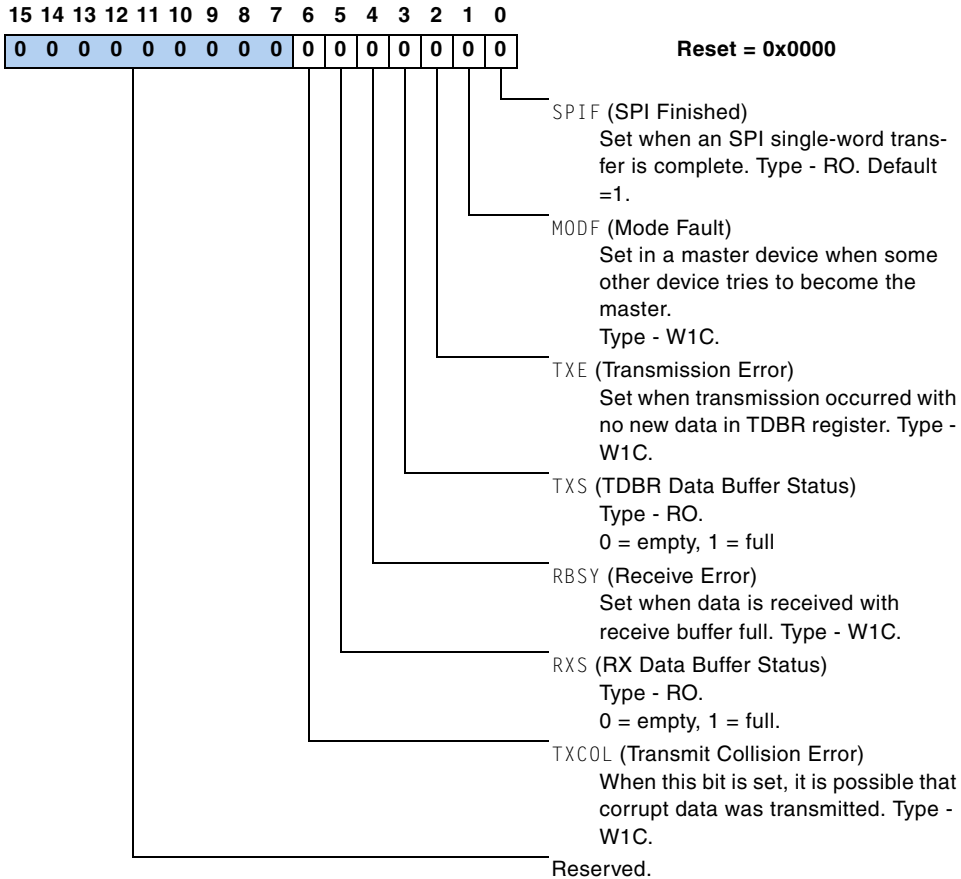 15 14 13 12 11 10 9 8 7 6 5 4 3 2 1 0
0 0 0 0 0 0 0 0 0 0 0 0 0 0 0 0
Reset = 0x0000
SPIF (SPI Finished)
Set when an SPI single-word trans-
fer is complete. Type - RO. Default
=1.
MODF (Mode Fault)
Set in a master device when some
other device tries to become the
master.
Type - W1C.
TXE (Transmission Error)
Set when transmission occurred with
no new data in TDBR register. Type -
W1C.
TXS (TDBR Data Buffer Status)
Type - RO.
0 = empty, 1 = full
RBSY (Receive Error)
Set when data is received with
receive buffer full. Type - W1C.
RXS (RX Data Buffer Status)
Type - RO.
0 = empty, 1 = full.
TXCOL (Transmit Collision Error)
When this bit is set, it is possible that
corrupt data was transmitted. Type -
W1C.
Reserved.